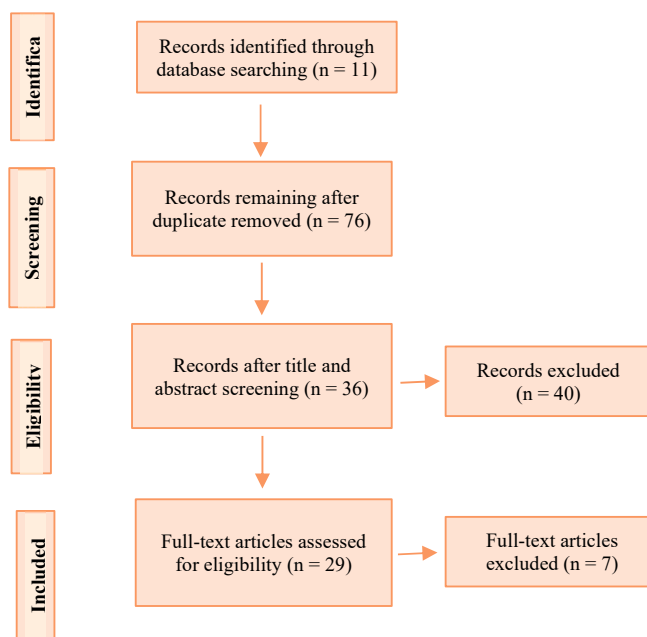 Identifica
Records identified through
database searching (n = 11)
Screening
Records remaining after
duplicate removed (n = 76)
Eligibility
Records after title and
abstract screening (n = 36)
Records excluded
(n = 40)
Included
Full-text articles assessed
for eligibility (n = 29)
Full-text articles
excluded (n = 7)